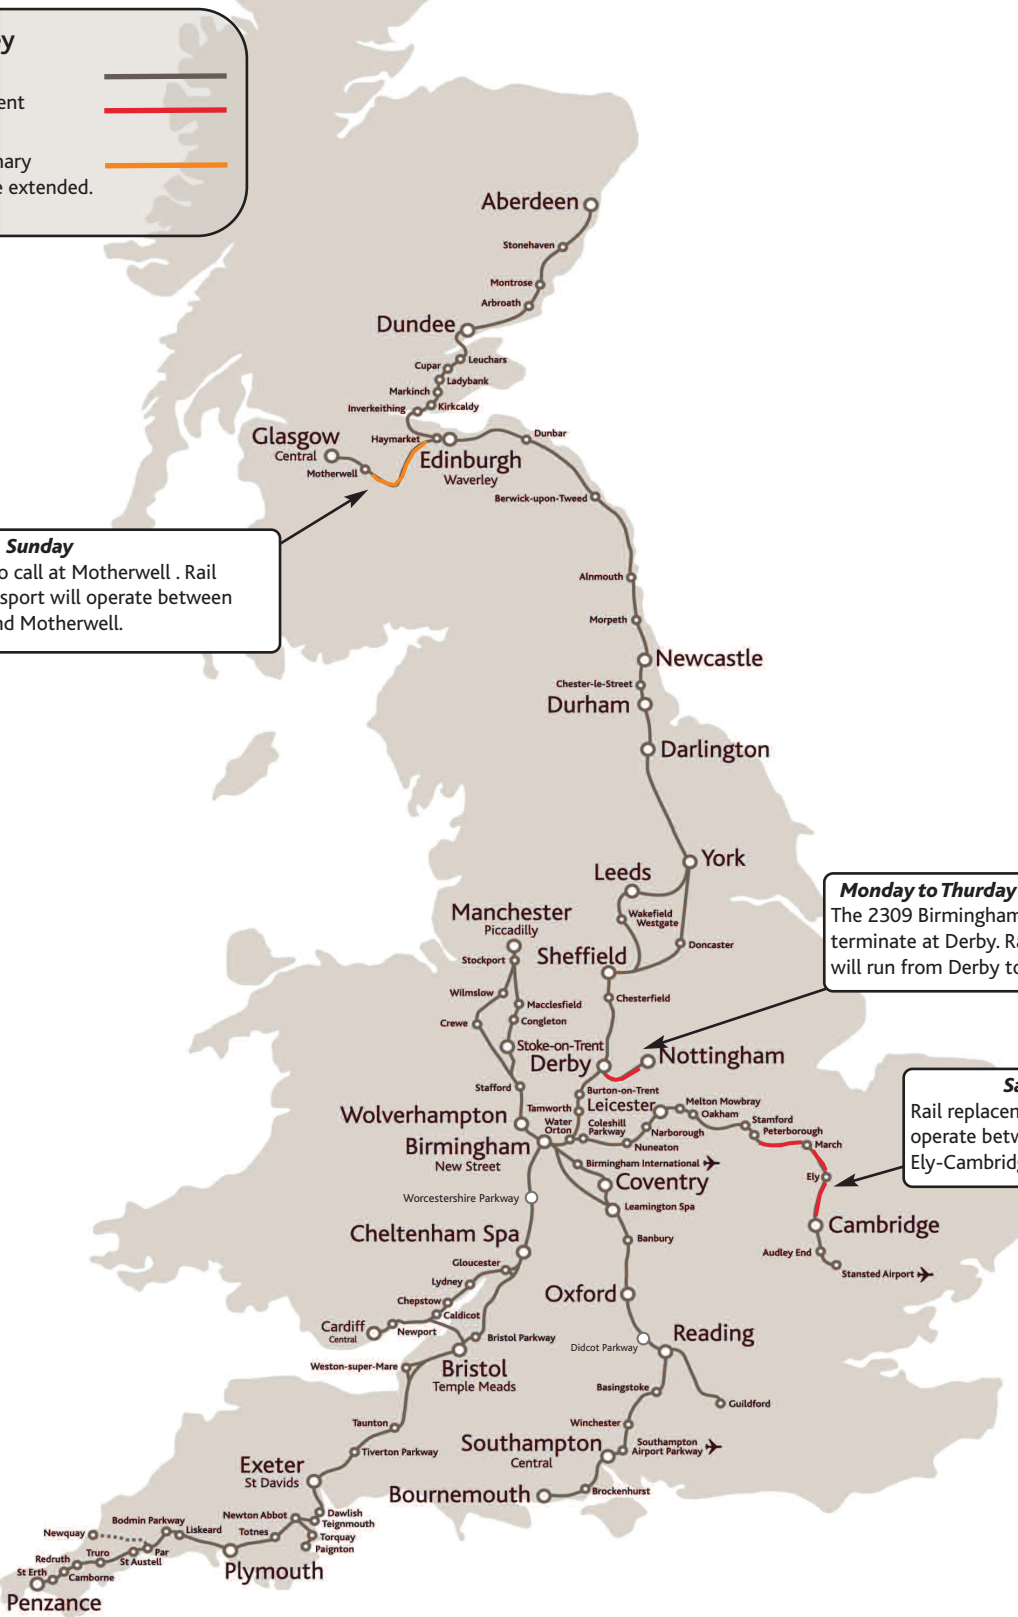 ey
ent
nary
e extended.
Aberdeen
Stonehaven
Montrose
Arbroath
Dundee
Leuchars
Cupar
Ladybank
Markinch
Kirkcaldy
Inverkeithing
Haymarket
Dunbar
Glasgow
Central
Motherwell
Edinburgh
Waverley
Berwick-upon-Tweed
Sunday
o call at Motherwell . Rail
sport will operate between
nd Motherwell.
Alnmouth
Morpeth
Newcastle
Chester-le-Street
Durham
Darlington
York
Leeds
Wakefield
Westgate
Doncaster
Monday to Thurday
The 2309 Birmingham
terminate at Derby. Ra
will run from Derby to
Manchester
Piccadilly
Stockport
Sheffield
Wilmslow
Macclesfield
Chesterfield
Crewe
Congleton
Stoke-on-Trent
Derby
Nottingham
Stafford
Burton-on-Trent
Tamworth
Leicester
Melton Mowbray
Oakham
Sa
Rail replacen
operate betw
Ely-Cambridg
Wolverhampton
Water
Orton
Coleshill
Parkway
Narborough
Stamford
Peterborough
March
Birmingham
New Street
Nuneaton
Birmingham International
Ely
Coventry
Worcestershire Parkway
Leamington Spa
Cambridge
Cheltenham Spa
Banbury
Audley End
Stansted Airport
Gloucester
Lydney
Oxford
Chepstow
Caldicot
Cardiff
Central
Newport
Bristol Parkway
Didcot Parkway
Reading
Weston-super-Mare
Bristol
Temple Meads
Basingstoke
Guildford
Taunton
Winchester
Tiverton Parkway
Southampton
Central
Southampton
Airport Parkway
Exeter
St Davids
Bournemouth
Brockenhurst
Newton Abbot
Dawlish
Teignmouth
Bodmin Parkway
Liskeard
Totnes
Torquay
Paignton
Newquay
Par
St Austell
Truro
Redruth
St Erth
Camborne
Plymouth
Penzance